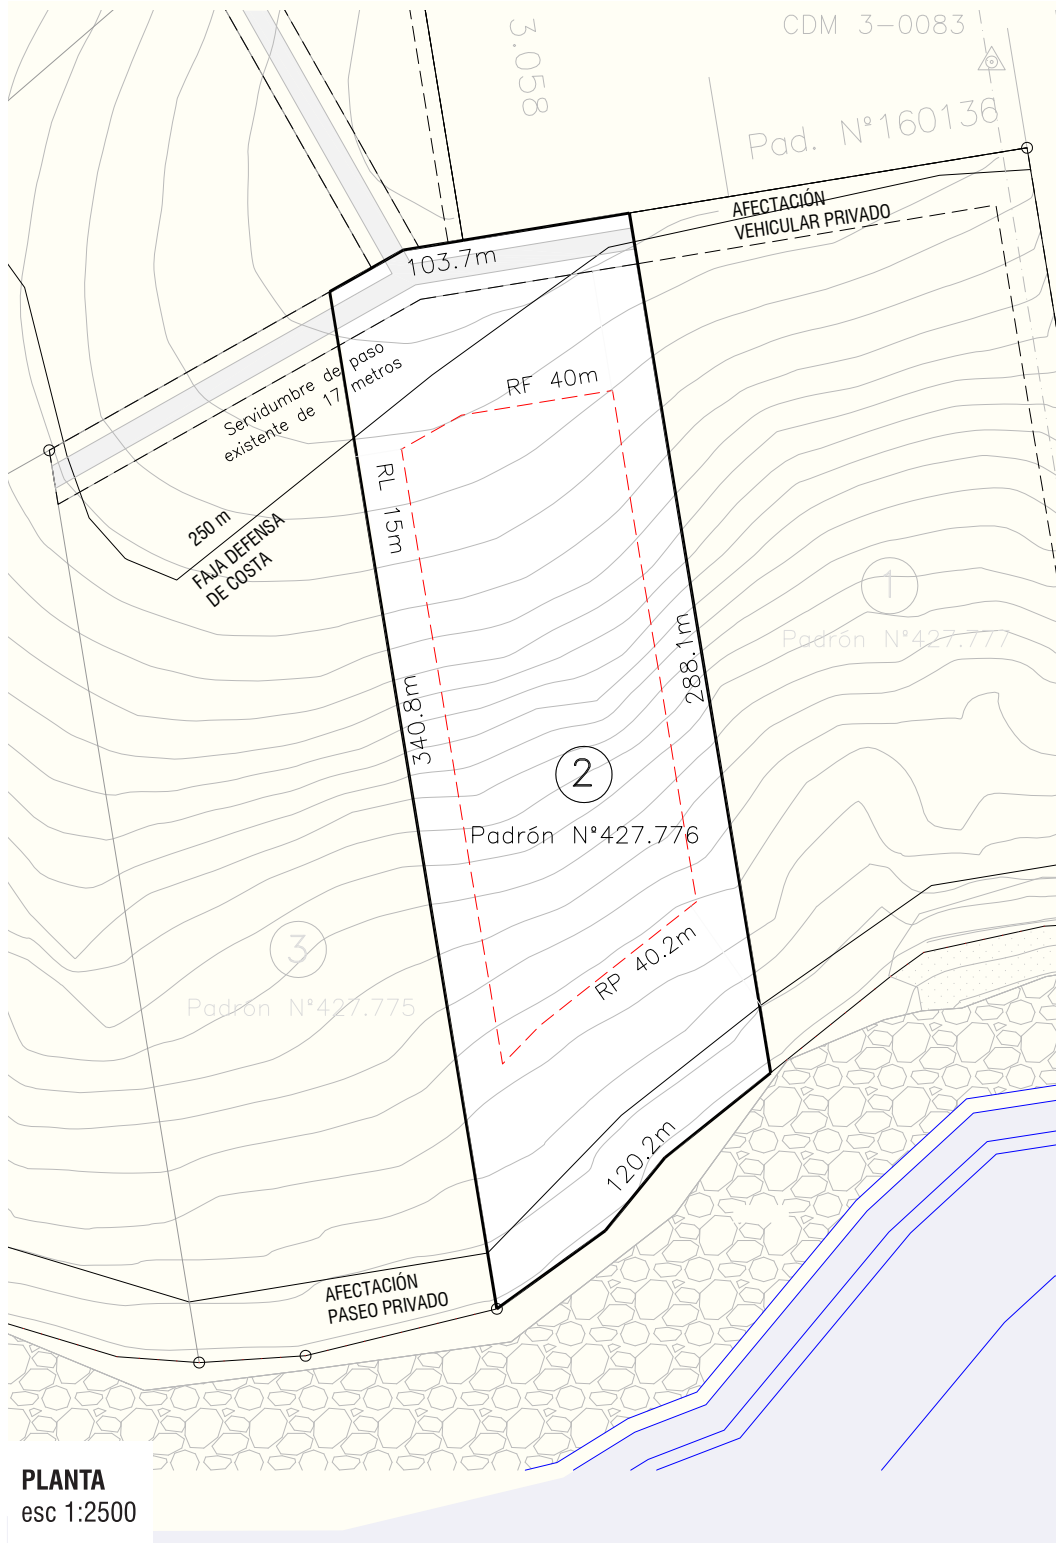 CDM 3-0083
3.058
Pad. N°160136
AFECTACIÓN
VEHICULAR PRIVADO
103.7m
Servidumbre de paso
existente de 17 metros
RF 40m
RL 15m
250 m
FAJA DEFENSA
DE COSTA
1
Padrón N°427.777
288.1m
340.8m
2
Padrón N°427.776
3
Padrón N°427.775
RP 40.2m
120.2m
AFECTACIÓN
PASEO PRIVADO
PLANTA
esc 1:2500